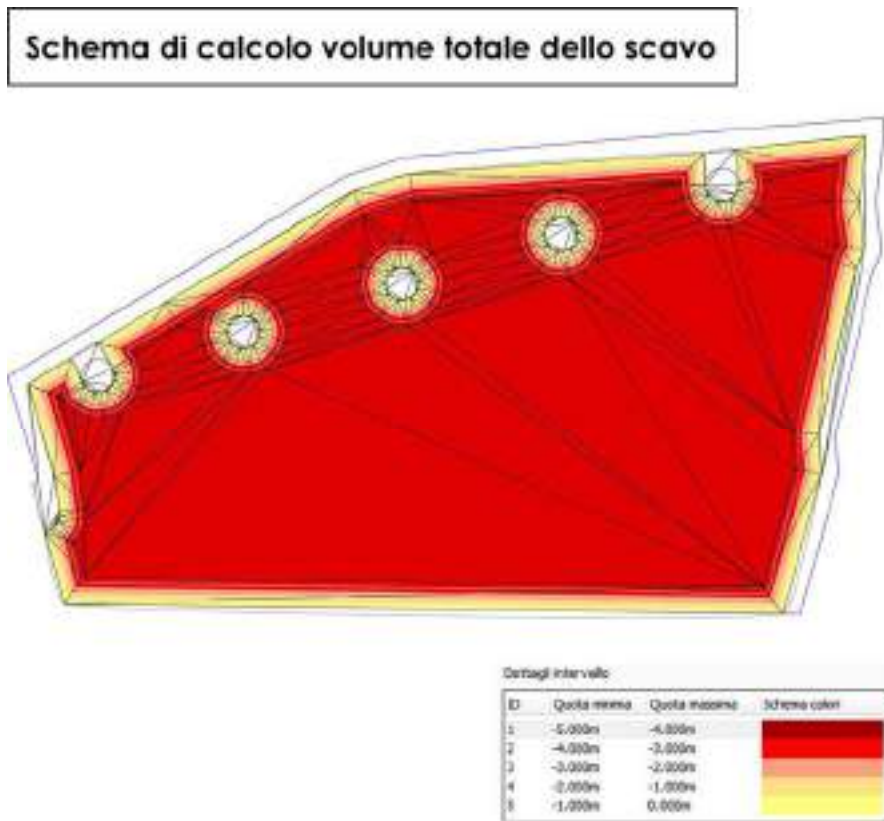 Schema di calcolo volume totale dello scavo
Dettagli intervallo
ID Quota minima Quota massima Schema colori
1 -5.000m -4.000m
2 -4.000m -3.000m
3 -3.000m -2.000m
4 -2.000m -1.000m
5 -1.000m 0.000m